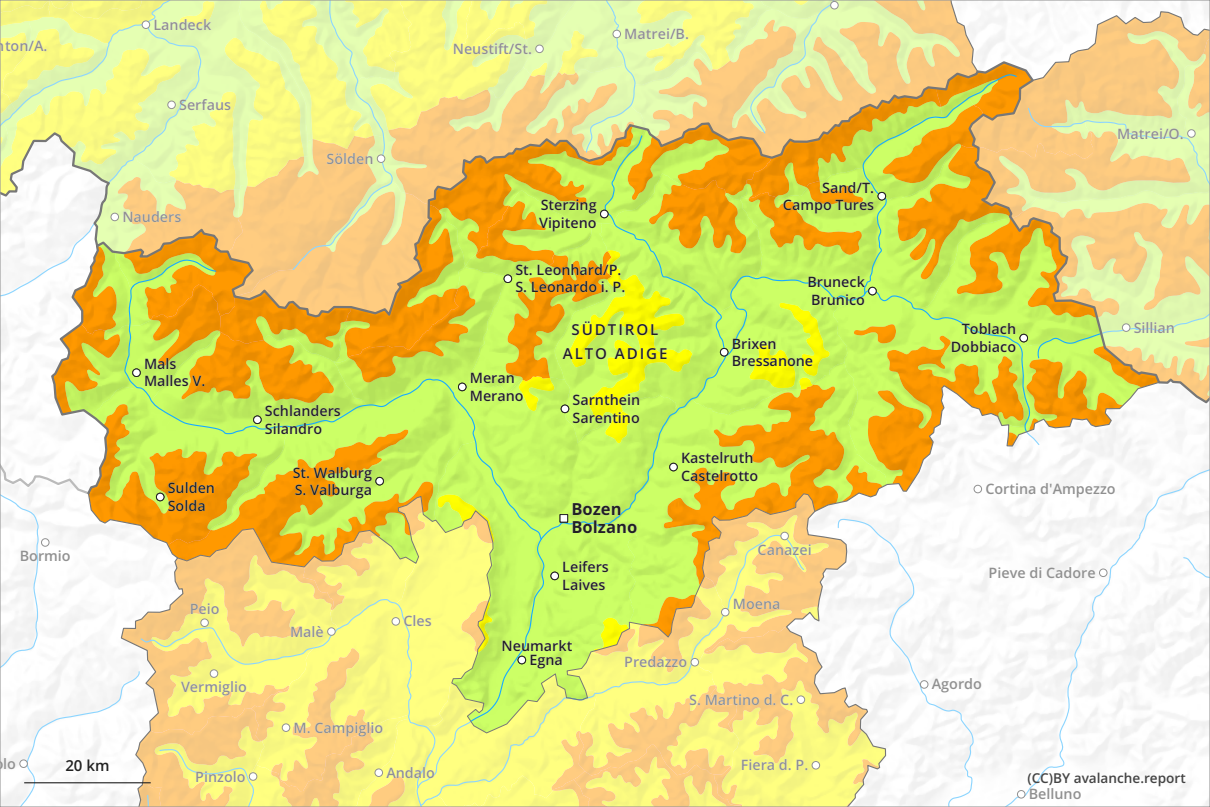 Landeck
nton/A.
Neustift/St.
Matrei/B.
Serfaus
Matrei/O.
Sölden
Sand/T.
Campo Tures
Nauders
Sterzing
Vipiteno
St. Leonhard/P.
S. Leonardo i. P.
Bruneck
Brunico
SÜDTIROL
ALTO ADIGE
Toblach
Dobbiaco
Sillian
Brixen
Bressanone
Mals
Malles V.
Meran
Merano
Sarnthein
Sarentino
Schlanders
Silandro
Kastelruth
Castelrotto
St. Walburg
S. Valburga
Sulden
Solda
Cortina d'Ampezzo
Bozen
Bolzano
Bormio
Canazei
Leifers
Laives
Pieve di Cadore
Peio
Moena
Malè
Cles
Neumarkt
Egna
Predazzo
Vermiglio
Agordo
S. Martino d. C.
M. Campiglio
Fiera d. P.
20 km
olo
Pinzolo
Andalo
(CC)BY avalanche.report
Belluno